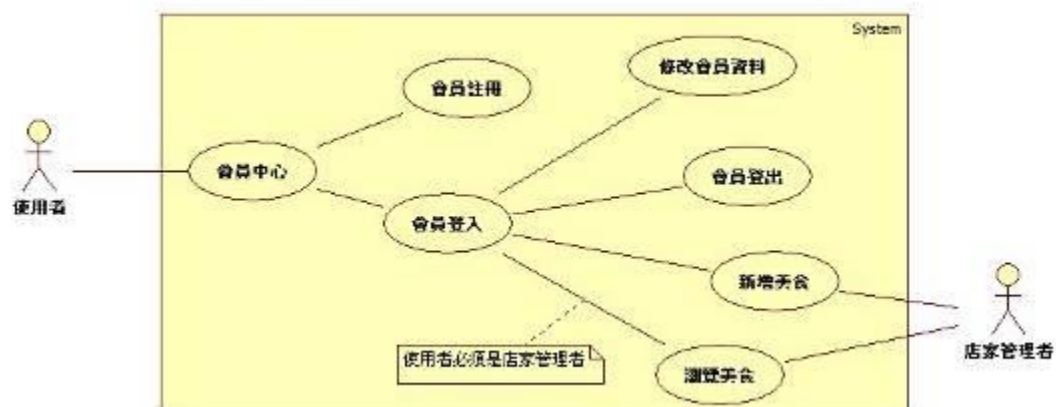 System
修改會員資料
會員註冊
會員中心
會員登出
使用者
會員登入
新增美食
店家管理者
使用者必須是店家管理者
瀏覽美食